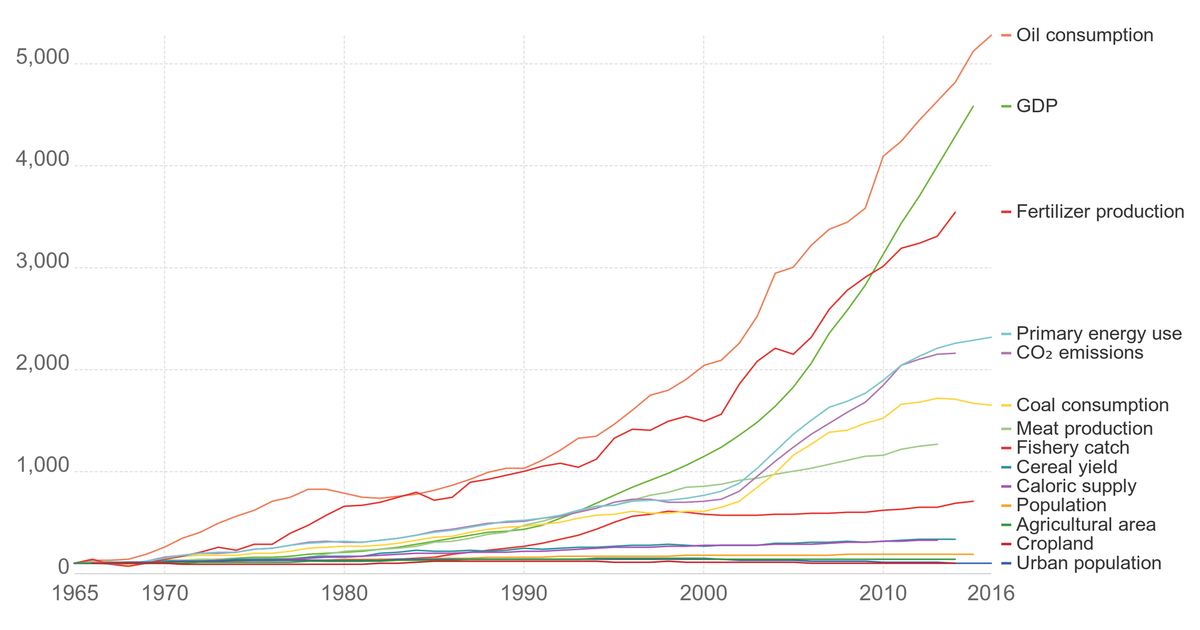 5,000
4,000
3,000
2,000
1,000
0
1965 1970 1980 1990 2000 2010 2016
Oil consumption
GDP
Fertilizer production
Primary energy use
CO₂ emissions
Coal consumption
Meat production
Fishery catch
Cereal yield
Caloric supply
Population
Agricultural area
Cropland
Urban population